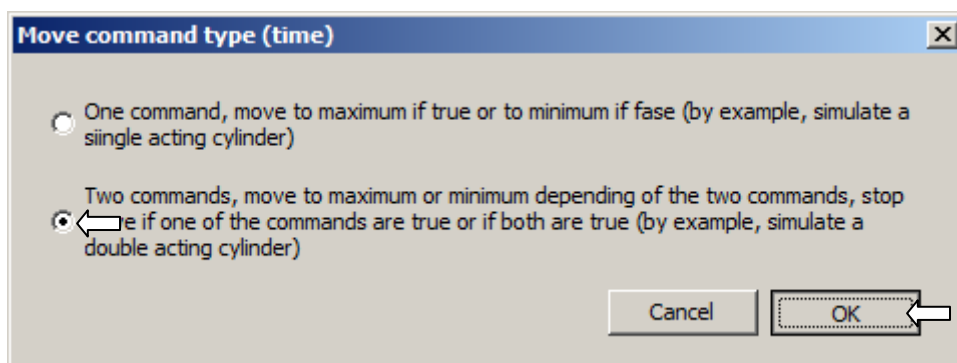 Move command type (time)
One command, move to maximum if true or to minimum if fase (by example, simulate a
siingle acting cylinder)
Two commands, move to maximum or minimum depending of the two commands, stop
if one of the commands are true or if both are true (by example, simulate a
double acting cylinder)
Cancel
OK